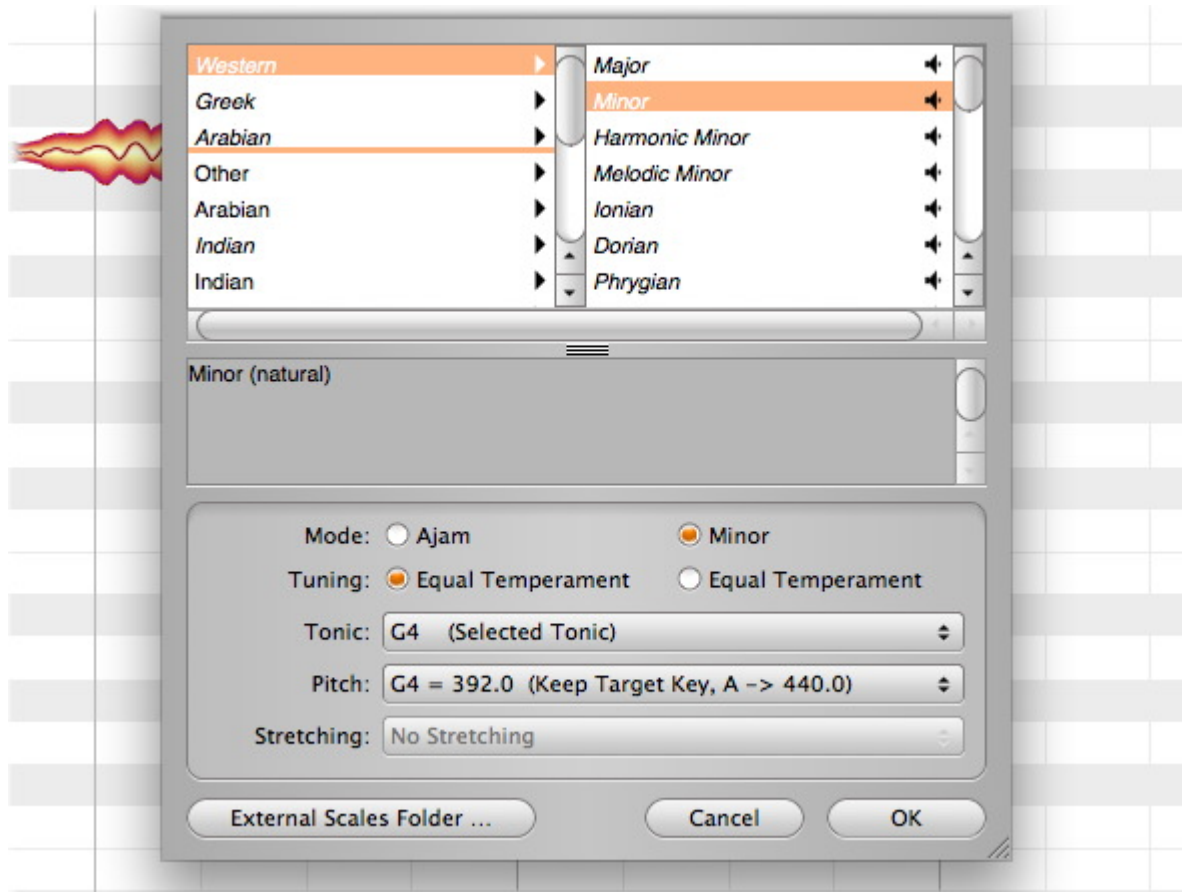 Western
Greek
Arabian
Other
Arabian
Indian
Indian
Major
Minor
Harmonic Minor
Melodic Minor
Ionian
Dorian
Phrygian
Minor (natural)
Mode: Ajam Minor
Tuning: Equal Temperament Equal Temperament
Tonic: G4 (Selected Tonic)
Pitch: G4 = 392.0 (Keep Target Key, A -> 440.0)
Stretching: No Stretching
External Scales Folder ... Cancel OK